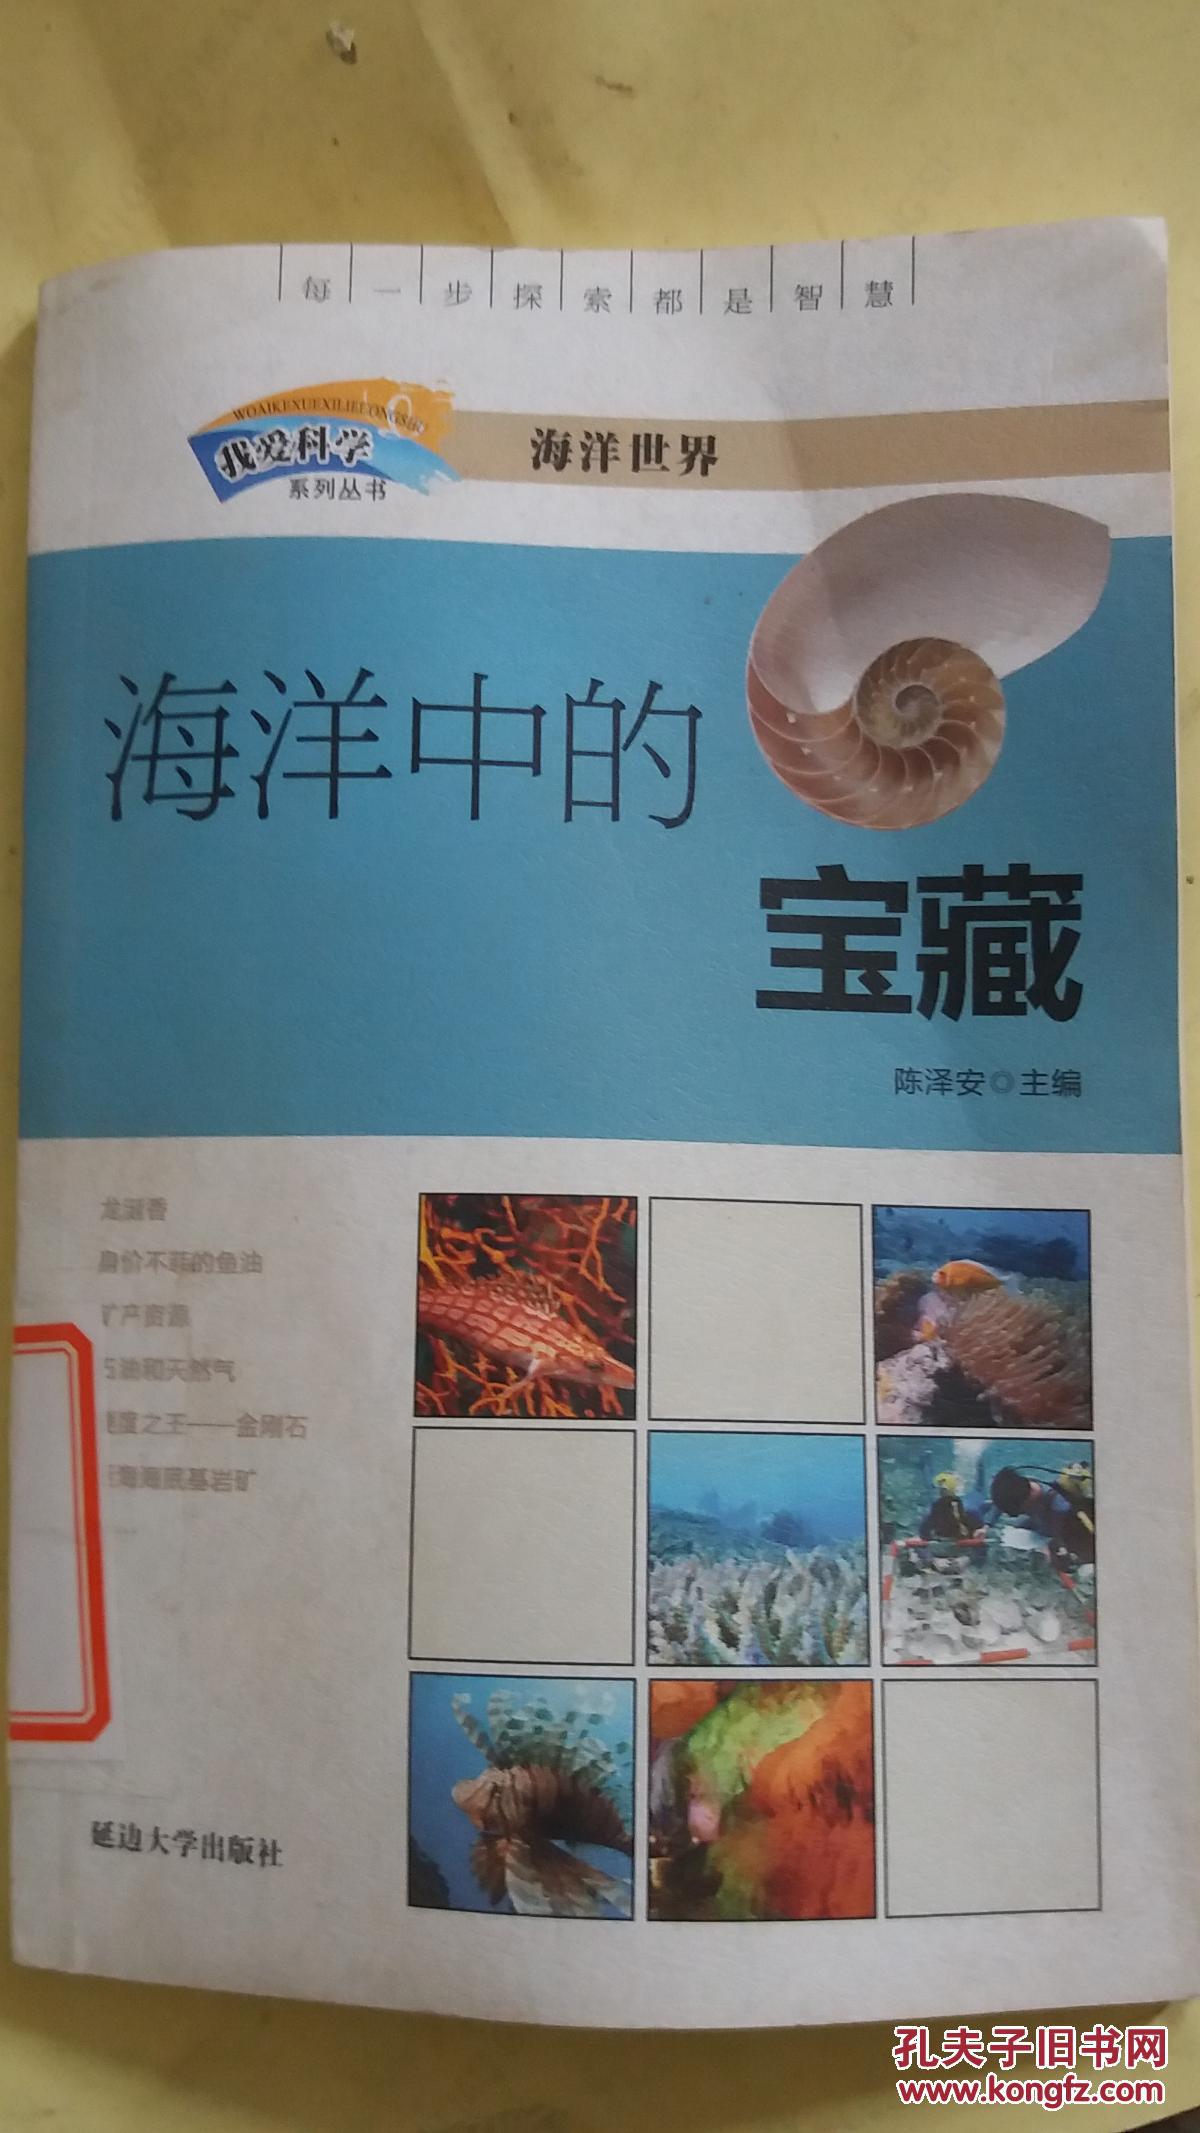 每一步探索都是智慧
WOAIKEXUEXILIECONGSHU
我爱科学
系列丛书
海洋世界
海洋中的
宝藏
陈泽安◎主编
龙涎香
身价不菲的鱼油
矿产资源
石油和天然气
硬度之王——金刚石
海海底基岩矿
延边大学出版社
孔夫子旧书网
www.kongfz.com